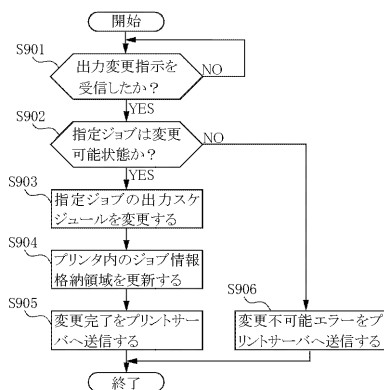 開始
S901
出力変更指示を
受信したか？
NO
YES
S902
指定ジョブは変更
可能状態か？
NO
YES
S903
指定ジョブの出力スケ
ジュールを変更する
S904
プリンタ内のジョブ情報
格納領域を更新する
S905
変更完了をプリントサー
バへ送信する
S906
変更不可能エラーをプ
リントサーバへ送信する
終了